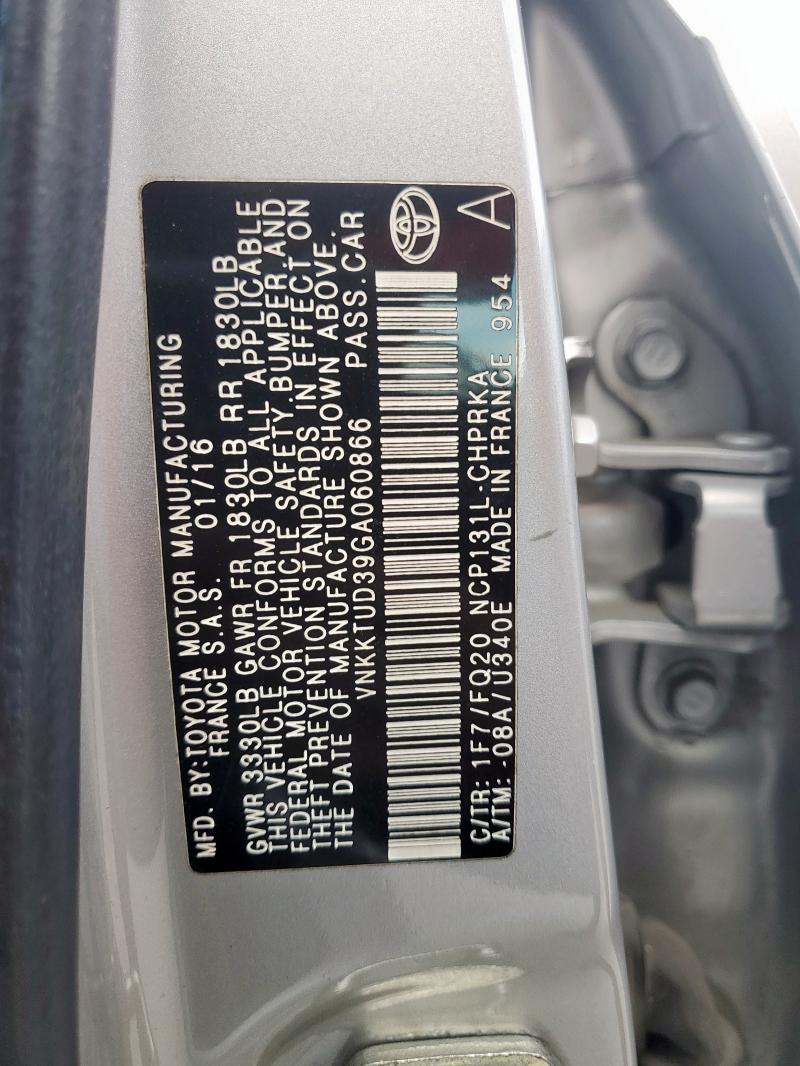 MFD. BY:TOYOTA MOTOR MANUFACTURING
FRANCE S.A.S. 01/16
GVWR 3330LB GAWR FR 1830LB RR 1830LB
THIS VEHICLE CONFORMS TO ALL APPLICABLE
FEDERAL MOTOR VEHICLE SAFETY,BUMPER,AND
THEFT PREVENTION STANDARDS IN EFFECT ON
THE DATE OF MANUFACTURE SHOWN ABOVE.
VNKKTUD39GA060866 PASS.CAR
C/TR: 1F7/FQ20 NCP131L-CHPRKA
A/TM: -08A/U340E MADE IN FRANCE 954
A